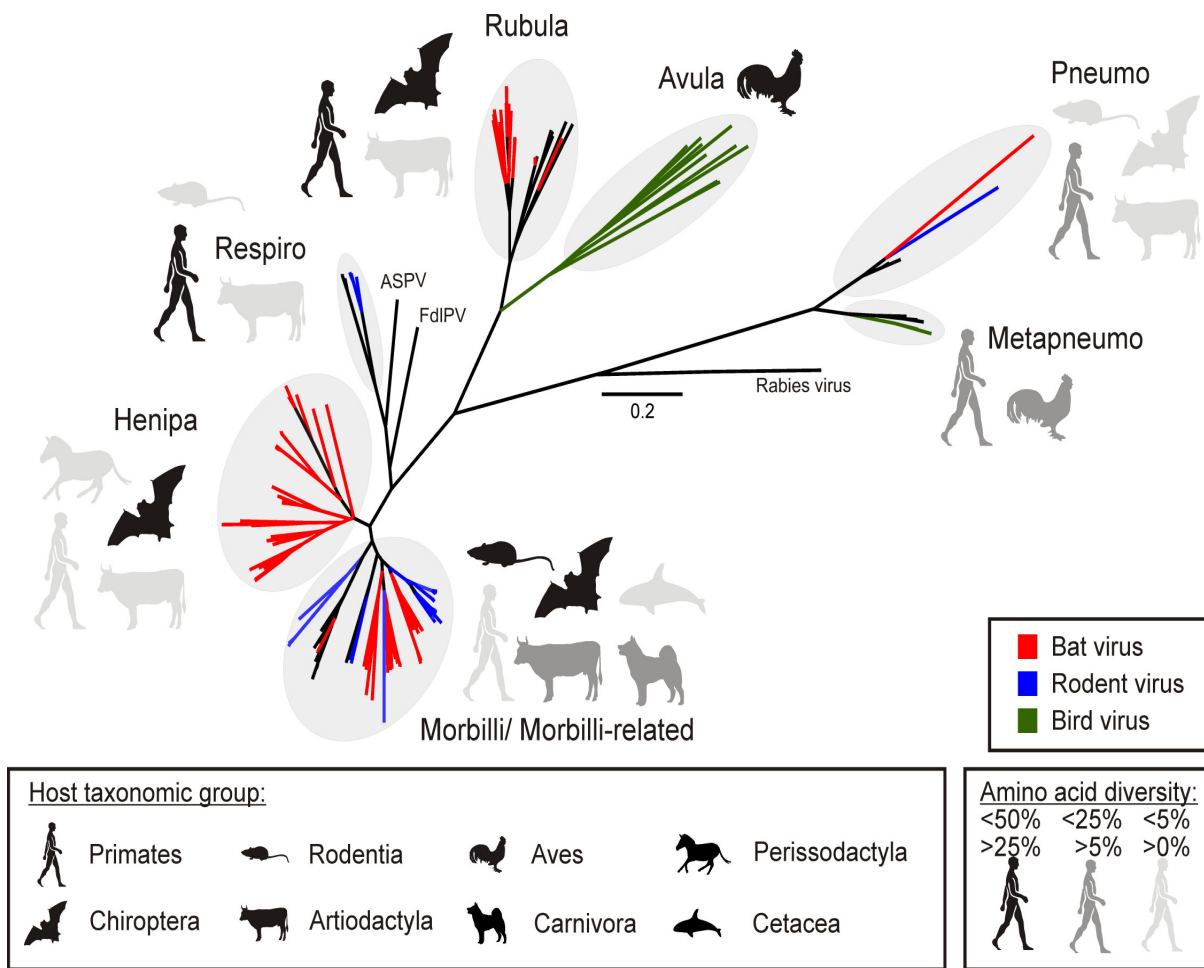 Rubula
Avula
Pneumo
Respiro
ASPV
FdlPV
Metapneumo
Rabies virus
0.2
Henipa
Morbilli/ Morbilli-related
Bat virus
Rodent virus
Bird virus
Host taxonomic group:
Primates Rodentia Aves Perissodactyla
Chiroptera Artiodactyla Carnivora Cetacea
Amino acid diversity:
<50% <25% <5%
>25% >5% >0%